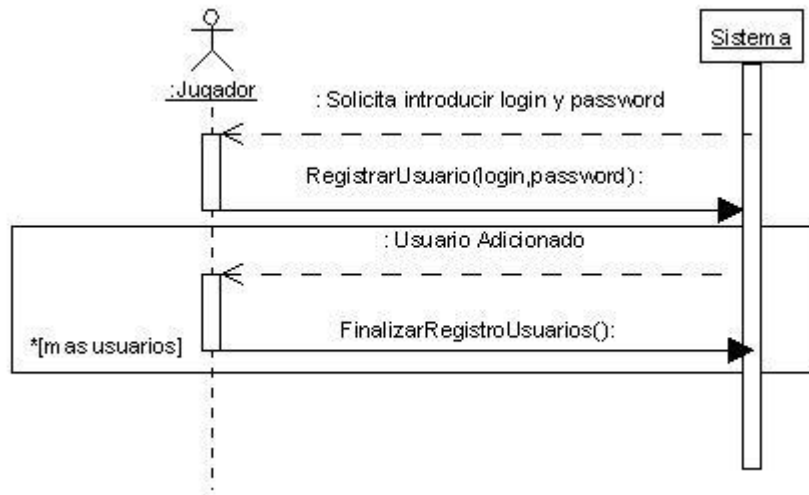 Sistema
:Jugador
: Solicita introducir login y password
RegistrarUsuario(login,password):
: Usuario Adicionado
FinalizarRegistroUsuarios():
*[mas usuarios]